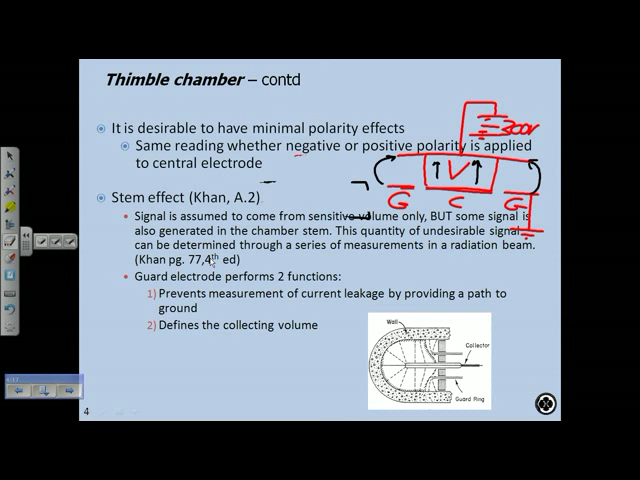 Thimble chamber – contd
It is desirable to have minimal polarity effects
Same reading whether negative or positive polarity is applied
to central electrode
300V
V
G
C
G
Stem effect (Khan, A.2)
Signal is assumed to come from sensitive volume only, BUT some signal is
also generated in the chamber stem. This quantity of undesirable signal
can be determined through a series of measurements in a radiation beam.
(Khan pg. 77,4th ed)
Guard electrode performs 2 functions:
1) Prevents measurement of current leakage by providing a path to
ground
2) Defines the collecting volume
Wall
Collector
Guard Ring
4